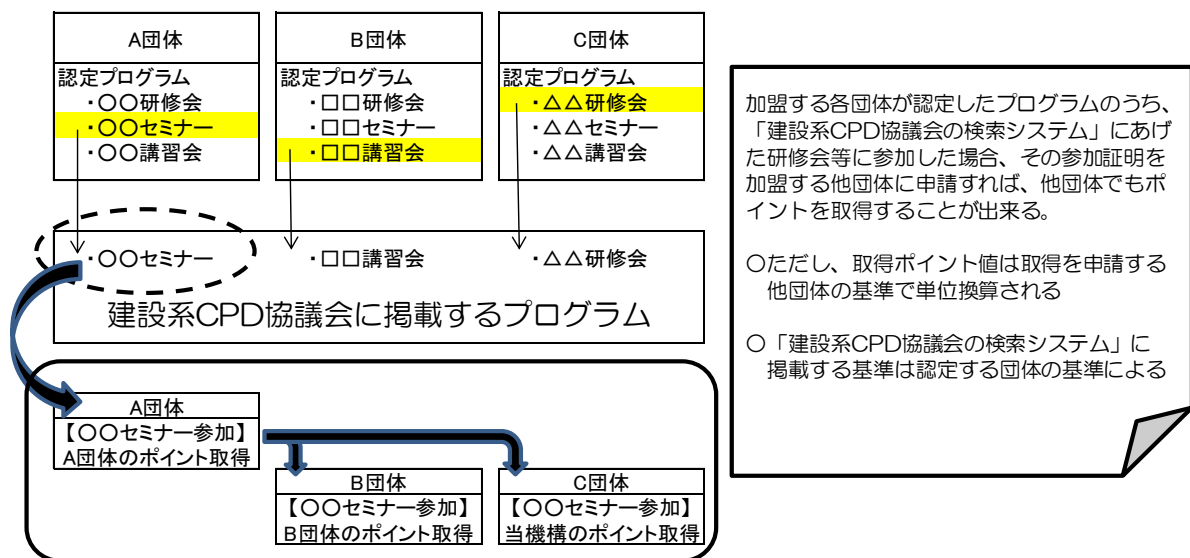 A団体
認定プログラム
・〇〇研修会
・〇〇セミナー
・〇〇講習会
B団体
認定プログラム
・□□研修会
・□□セミナー
・□□講習会
C団体
認定プログラム
・△△研修会
・△△セミナー
・△△講習会
・〇〇セミナー
・□□講習会
・△△研修会
建設系CPD協議会に掲載するプログラム
A団体
【〇〇セミナー参加】
A団体のポイント取得
B団体
【〇〇セミナー参加】
B団体のポイント取得
C団体
【〇〇セミナー参加】
当機構のポイント取得
加盟する各団体が認定したプログラムのうち、
「建設系CPD協議会の検索システム」にあげ
た研修会等に参加した場合、その参加証明を
加盟する他団体に申請すれば、他団体でもポ
イントを取得することが出来る。
〇ただし、取得ポイント値は取得を申請する
他団体の基準で単位換算される
〇「建設系CPD協議会の検索システム」に
掲載する基準は認定する団体の基準による